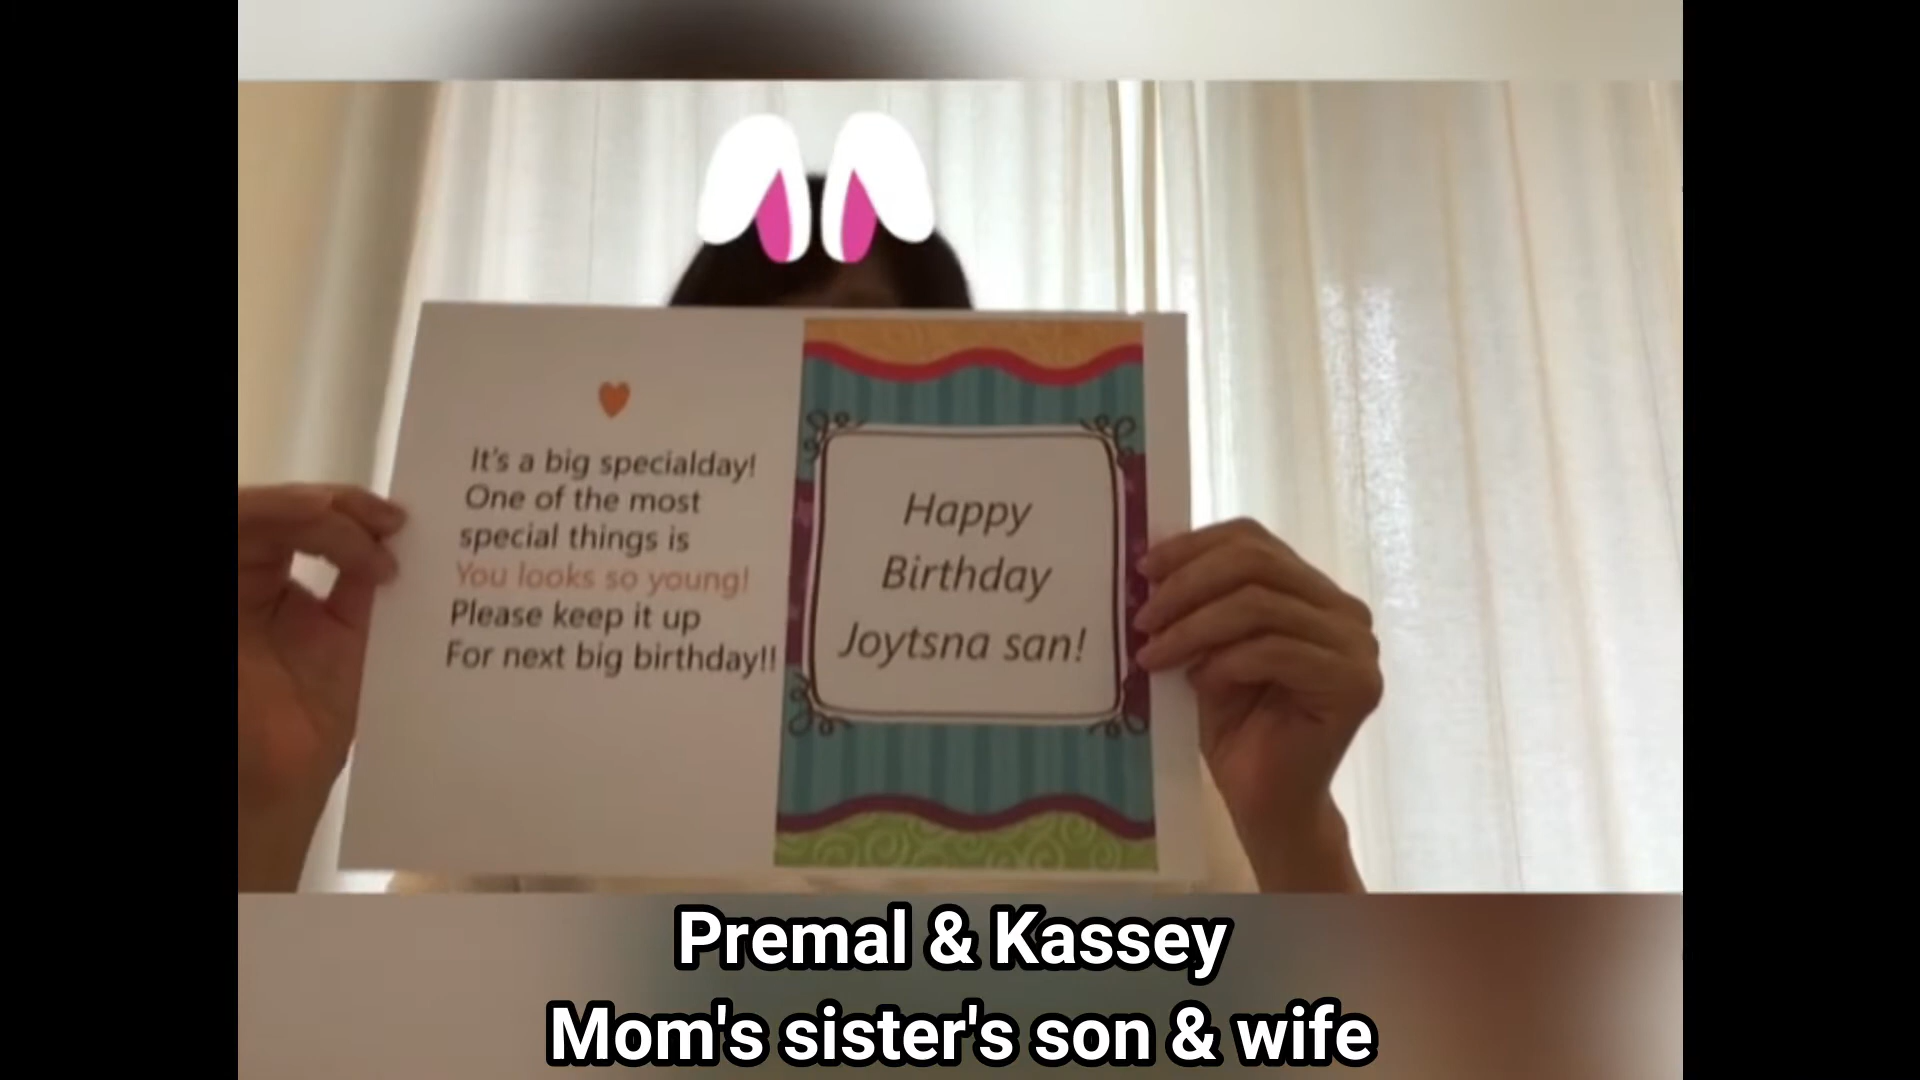 It's a big specialday!
One of the most
special things is
You looks so young!
Please keep it up
For next big birthday!!
Happy
Birthday
Joytsna san!
Premal & Kassey
Mom's sister's son & wife